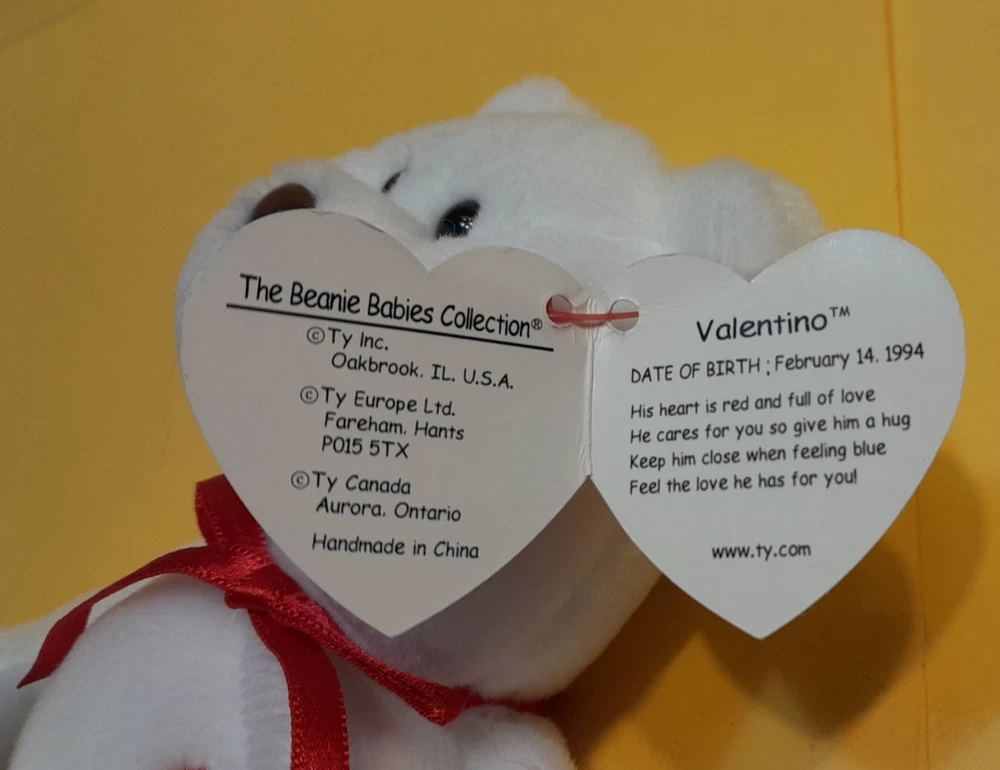 The Beanie Babies Collection®
©Ty Inc.
Oakbrook, IL, U.S.A.
©Ty Europe Ltd.
Fareham, Hants
PO15 5TX
©Ty Canada
Aurora, Ontario
Handmade in China
Valentino™
DATE OF BIRTH ; February 14, 1994
His heart is red and full of love
He cares for you so give him a hug
Keep him close when feeling blue
Feel the love he has for you!
www.ty.com